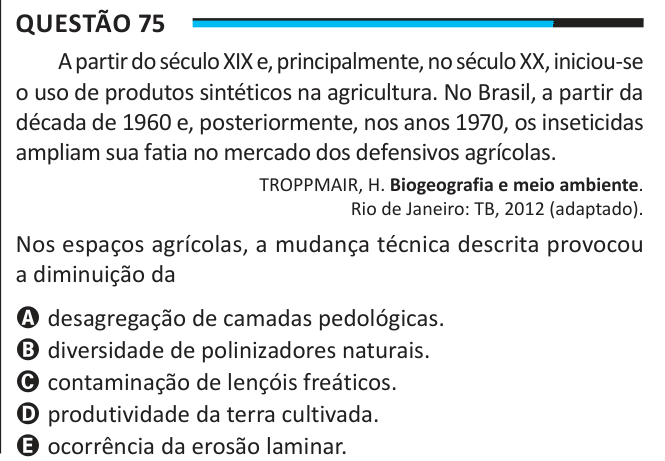 QUESTÃO 75
A partir do século XIX e, principalmente, no século XX, iniciou-se
o uso de produtos sintéticos na agricultura. No Brasil, a partir da
década de 1960 e, posteriormente, nos anos 1970, os inseticidas
ampliam sua fatia no mercado dos defensivos agrícolas.
TROPPMAIR, H. Biogeografia e meio ambiente.
Rio de Janeiro: TB, 2012 (adaptado).
Nos espaços agrícolas, a mudança técnica descrita provocou
a diminuição da
A desagregação de camadas pedológicas.
B diversidade de polinizadores naturais.
C contaminação de lençóis freáticos.
D produtividade da terra cultivada.
E ocorrência da erosão laminar.